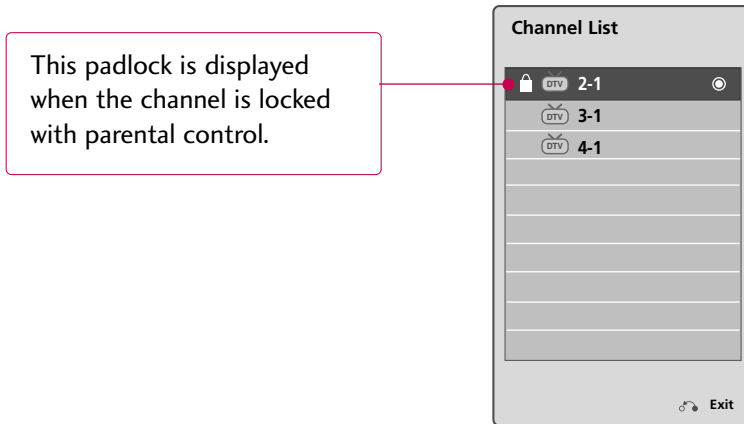 Channel List
This padlock is displayed
when the channel is locked
with parental control.
DTV 2-1
DTV 3-1
DTV 4-1
Exit